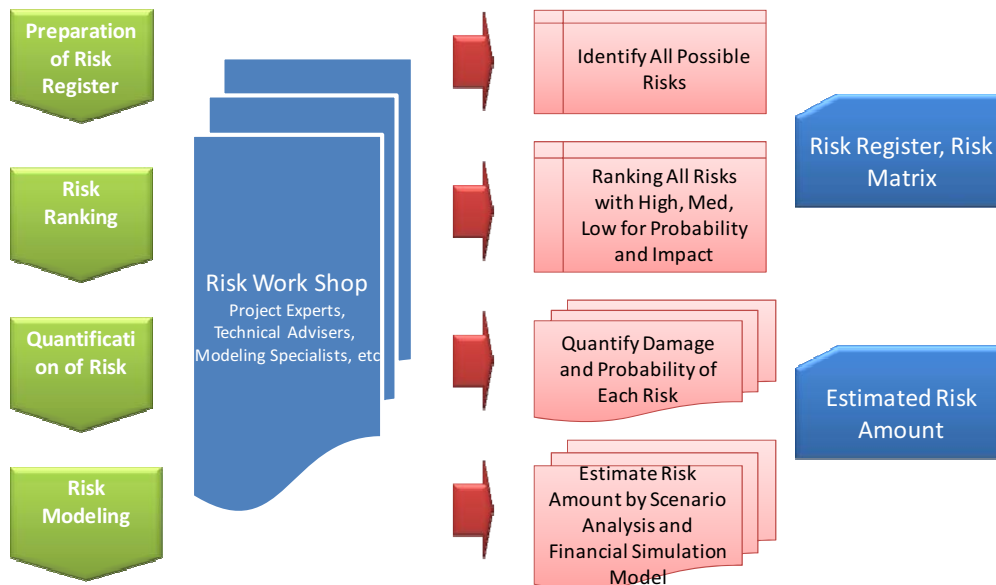 Preparation
of Risk
Register
Risk
Ranking
Quantificati
on of Risk
Risk
Modeling
Risk Work Shop
Project Experts,
Technical Advisers,
Modeling Specialists, etc
Identify All Possible
Risks
Ranking All Risks
with High, Med,
Low for Probability
and Impact
Quantify Damage
and Probability of
Each Risk
Estimate Risk
Amount by Scenario
Analysis and
Financial Simulation
Model
Risk Register, Risk
Matrix
Estimated Risk
Amount